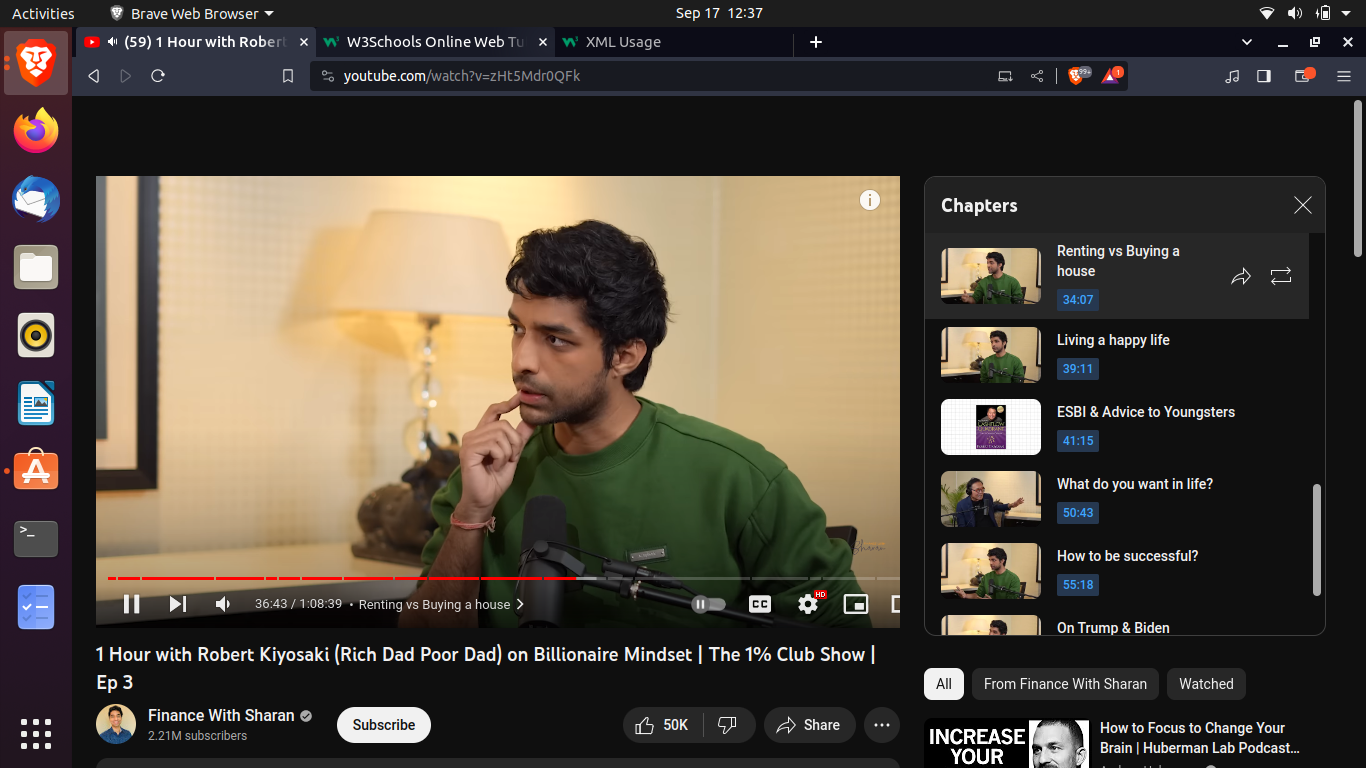 Activities
Brave Web Browser
Sep 17 12:37
(59) 1 Hour with Robert
W3Schools Online Web Tu
XML Usage
youtube.com/watch?v=zHt5Mdr0QFk
99+
1
Chapters
Renting vs Buying a
house
34:07
Living a happy life
39:11
ESBI & Advice to Youngsters
41:15
What do you want in life?
50:43
How to be successful?
55:18
On Trump & Biden
36:43 / 1:08:39 • Renting vs Buying a house
CC
HD
1 Hour with Robert Kiyosaki (Rich Dad Poor Dad) on Billionaire Mindset | The 1% Club Show |
Ep 3
Finance With Sharan
2.21M subscribers
Subscribe
50K
Share
All
From Finance With Sharan
Watched
INCREASE
YOUR
How to Focus to Change Your
Brain | Huberman Lab Podcast…